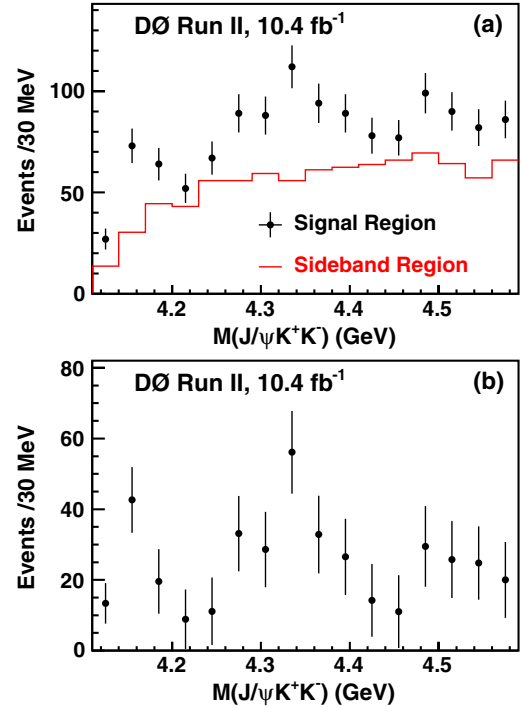 DØ Run II, 10.4 fb⁻¹ (a)
Events /30 MeV
100
50
0
Signal Region
Sideband Region
4.2 4.3 4.4 4.5
M(J/ψK⁺K⁻) (GeV)
DØ Run II, 10.4 fb⁻¹ (b)
Events /30 MeV
80
60
40
20
0
4.2 4.3 4.4 4.5
M(J/ψK⁺K⁻) (GeV)